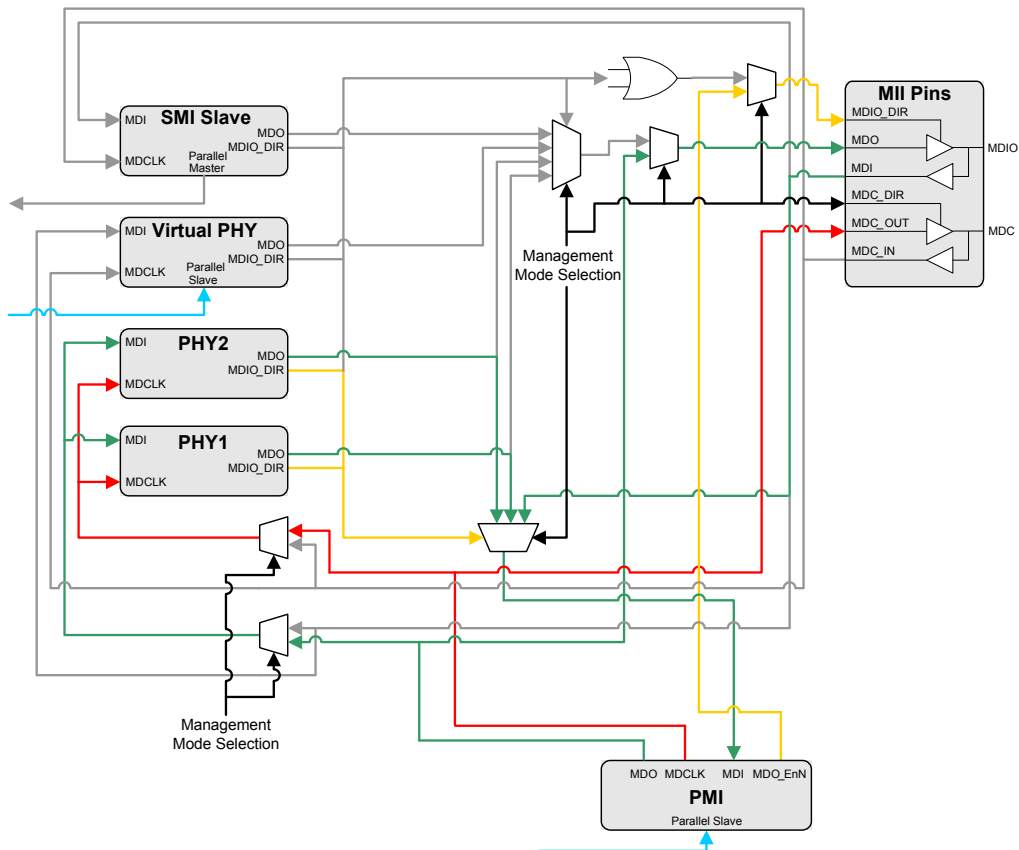 MII Pins
MDIO_DIR
MDO
MDIO
MDI
MDC_DIR
MDC_OUT
MDC
MDC_IN
SMI Slave
MDI
MDO
MDIO_DIR
MDCLK
Parallel
Master
Virtual PHY
MDI
MDO
MDIO_DIR
MDCLK
Parallel
Slave
Management
Mode Selection
PHY2
MDI
MDO
MDIO_DIR
MDCLK
PHY1
MDI
MDO
MDIO_DIR
MDCLK
Management
Mode Selection
MDO MDCLK MDI MDO_EnN
PMI
Parallel Slave